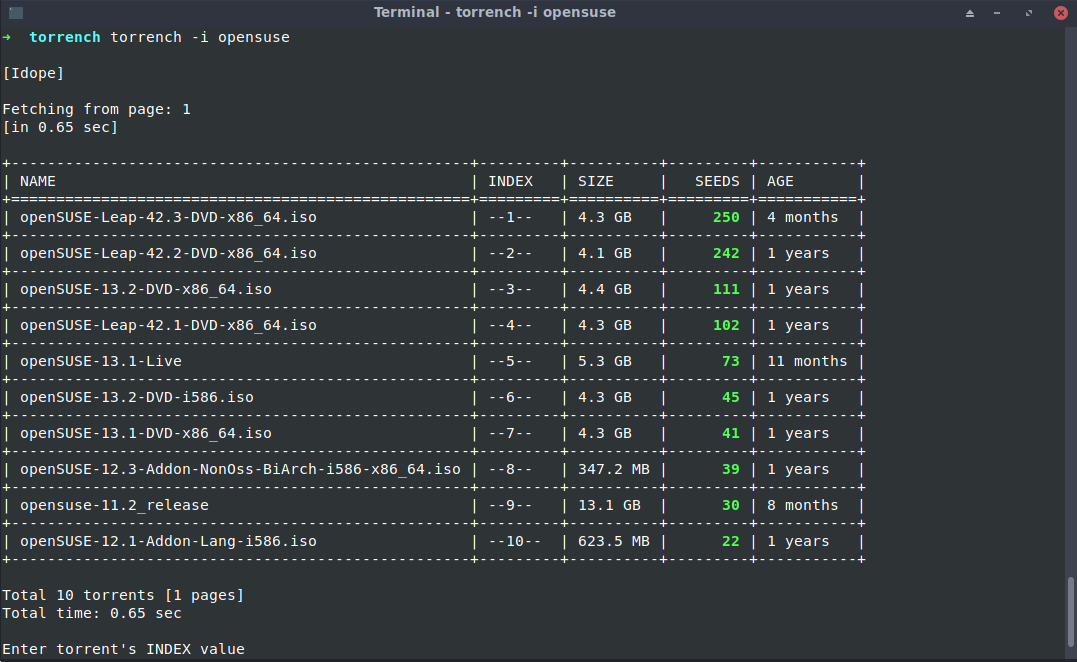 Terminal - torrench -i opensuse
→  torrench torrench -i opensuse
[Idope]
Fetching from page: 1
[in 0.65 sec]
+---------------------------------------------------+---------+----------+---------+-----------+
| NAME                                              | INDEX   | SIZE     |   SEEDS | AGE       |
+===================================================+=========+==========+=========+===========+
| openSUSE-Leap-42.3-DVD-x86_64.iso                 | --1--   | 4.3 GB   |     250 | 4 months  |
+---------------------------------------------------+---------+----------+---------+-----------+
| openSUSE-Leap-42.2-DVD-x86_64.iso                 | --2--   | 4.1 GB   |     242 | 1 years   |
+---------------------------------------------------+---------+----------+---------+-----------+
| openSUSE-13.2-DVD-x86_64.iso                      | --3--   | 4.4 GB   |     111 | 1 years   |
+---------------------------------------------------+---------+----------+---------+-----------+
| openSUSE-Leap-42.1-DVD-x86_64.iso                 | --4--   | 4.3 GB   |     102 | 1 years   |
+---------------------------------------------------+---------+----------+---------+-----------+
| openSUSE-13.1-Live                                | --5--   | 5.3 GB   |      73 | 11 months |
+---------------------------------------------------+---------+----------+---------+-----------+
| openSUSE-13.2-DVD-i586.iso                        | --6--   | 4.3 GB   |      45 | 1 years   |
+---------------------------------------------------+---------+----------+---------+-----------+
| openSUSE-13.1-DVD-x86_64.iso                      | --7--   | 4.3 GB   |      41 | 1 years   |
+---------------------------------------------------+---------+----------+---------+-----------+
| openSUSE-12.3-Addon-NonOss-BiArch-i586-x86_64.iso | --8--   | 347.2 MB |      39 | 1 years   |
+---------------------------------------------------+---------+----------+---------+-----------+
| opensuse-11.2_release                             | --9--   | 13.1 GB  |      30 | 8 months  |
+---------------------------------------------------+---------+----------+---------+-----------+
| openSUSE-12.1-Addon-Lang-i586.iso                 | --10--  | 623.5 MB |      22 | 1 years   |
+---------------------------------------------------+---------+----------+---------+-----------+
Total 10 torrents [1 pages]
Total time: 0.65 sec
Enter torrent's INDEX value